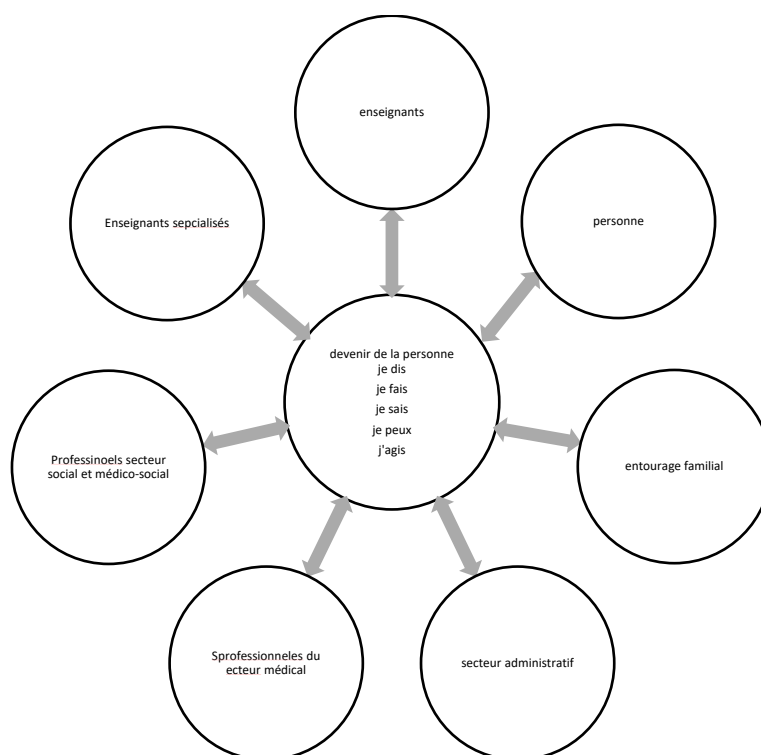 enseignants
Enseignants sepcialisés
personne
devenir de la personne
je dis
je fais
je sais
je peux
j'agis
Professinoels secteur
social et médico-social
entourage familial
Sprofessionneles du
ecteur médical
secteur administratif